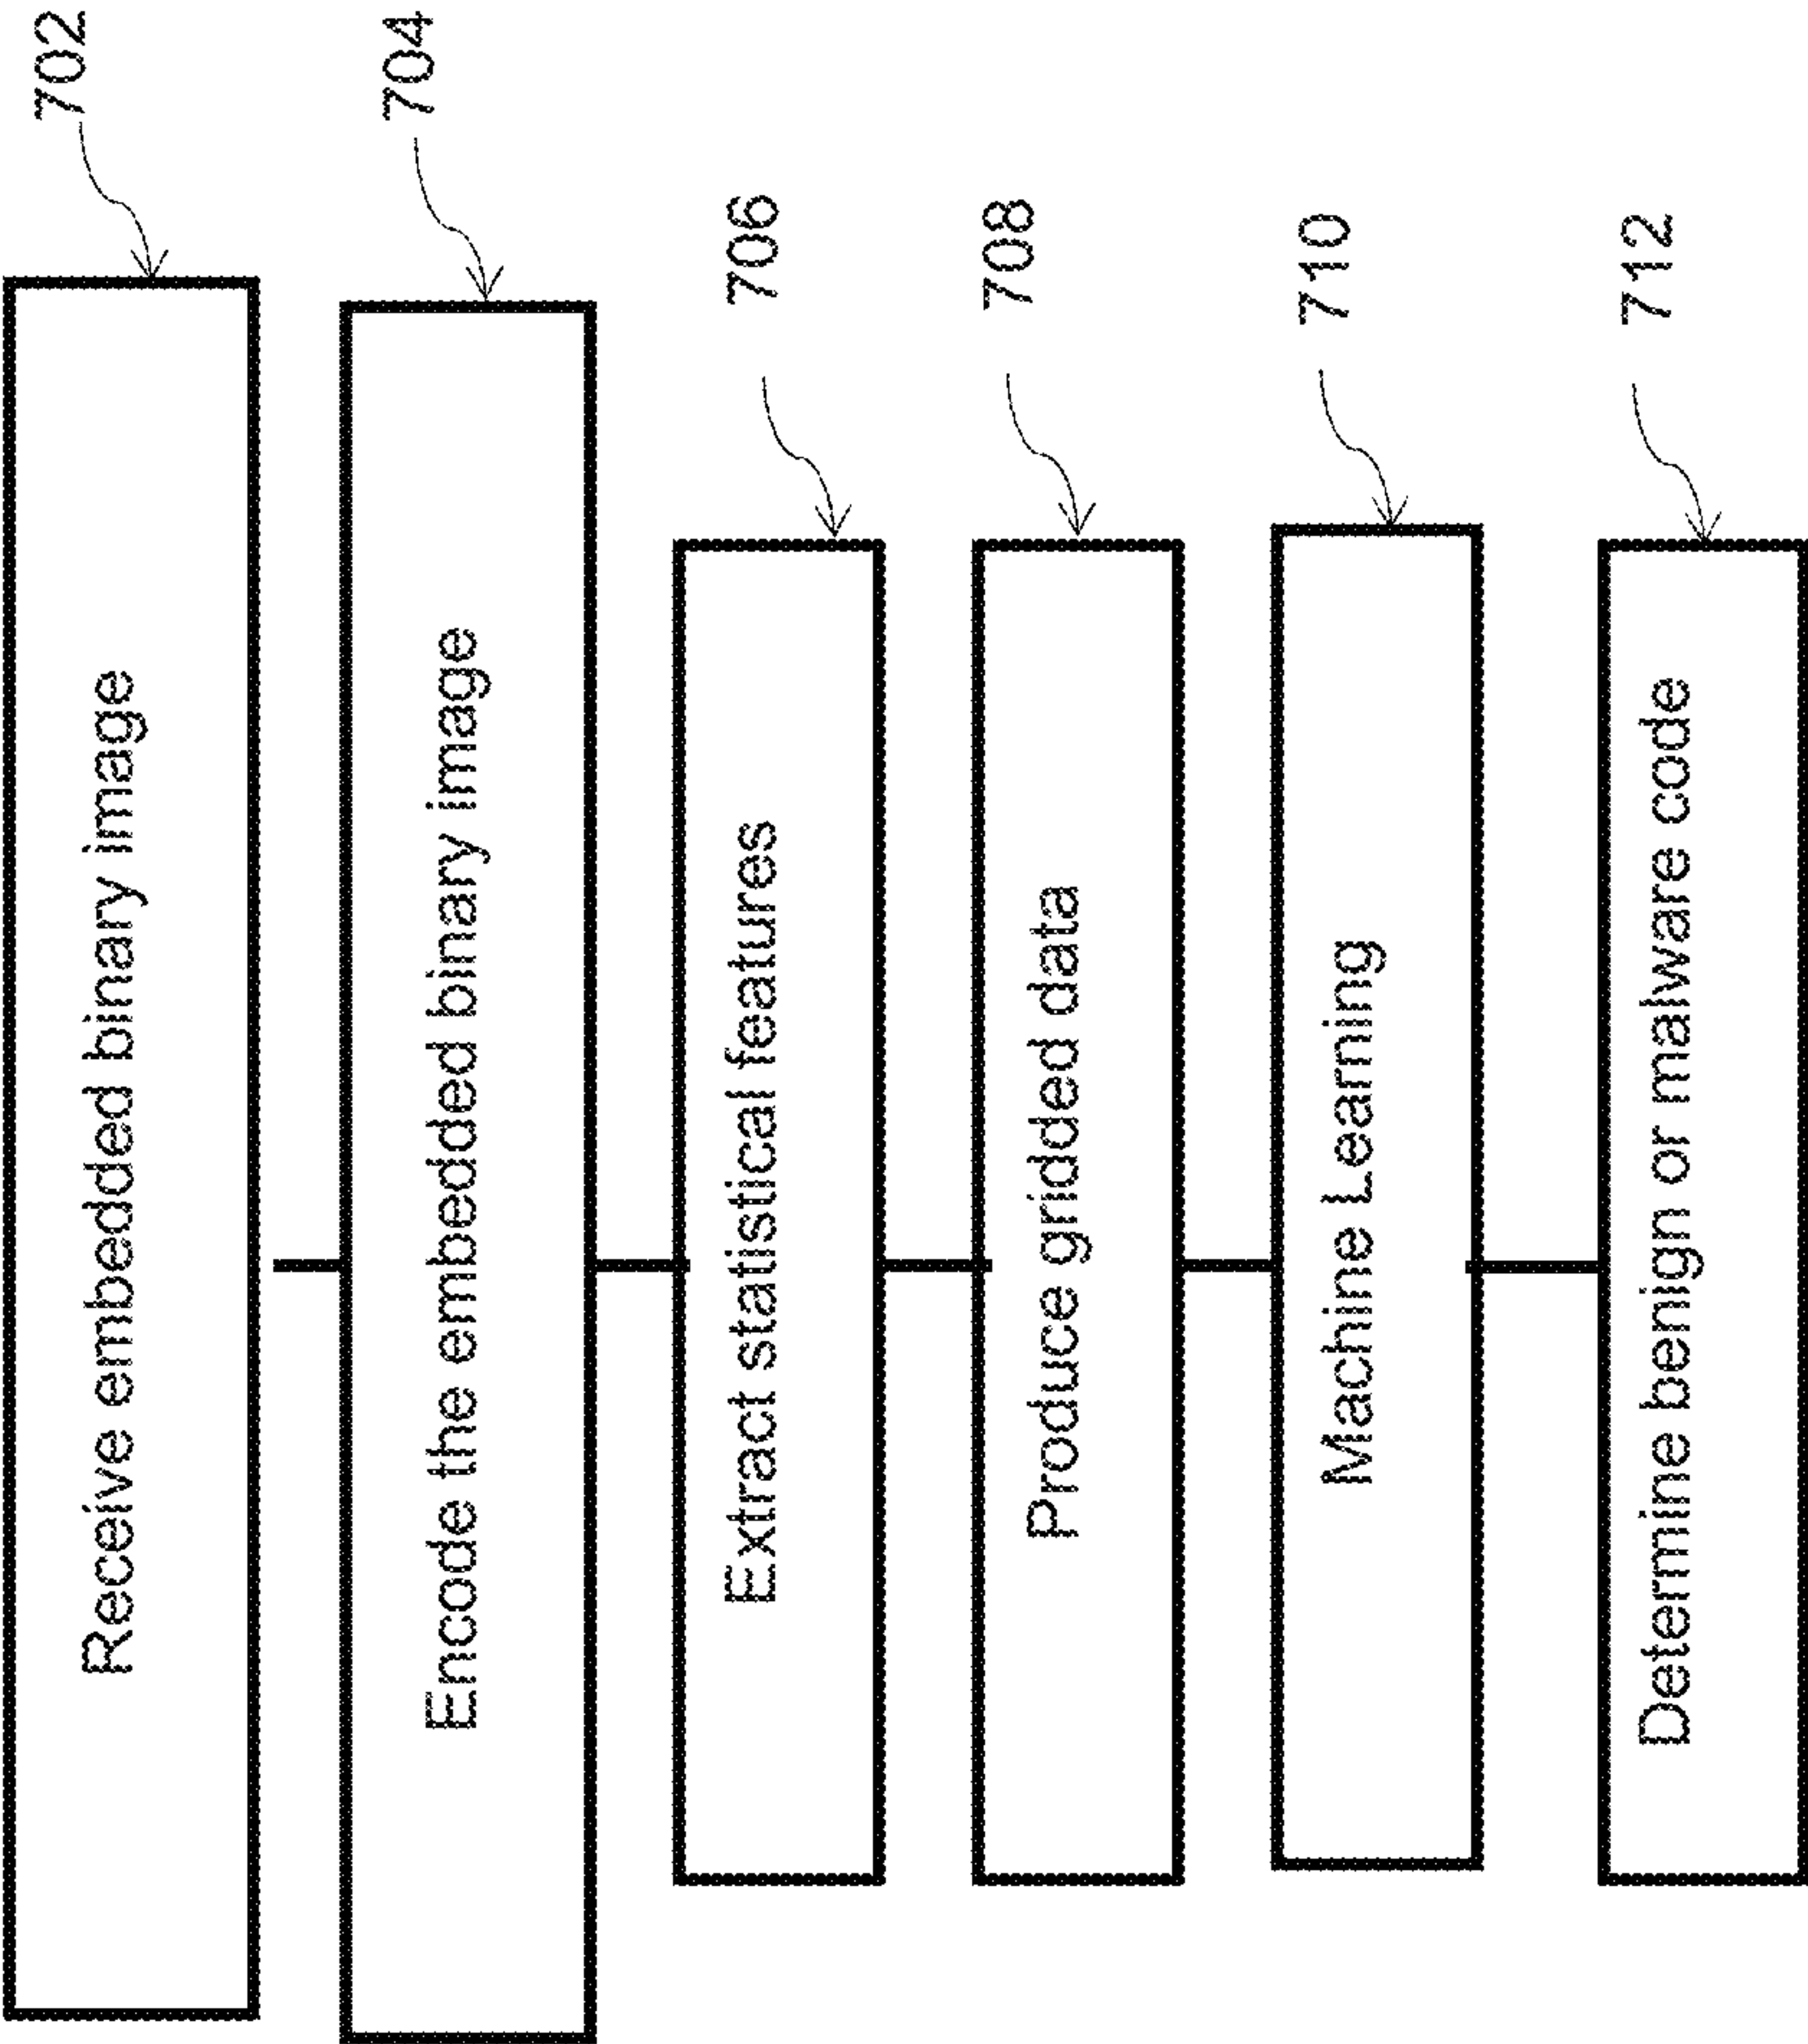 Receive embedded binary image
702
Encode the embedded binary image
704
Extract statistical features
706
Produce gridded data
708
Machine Learning
710
Determine benign or malware code
712